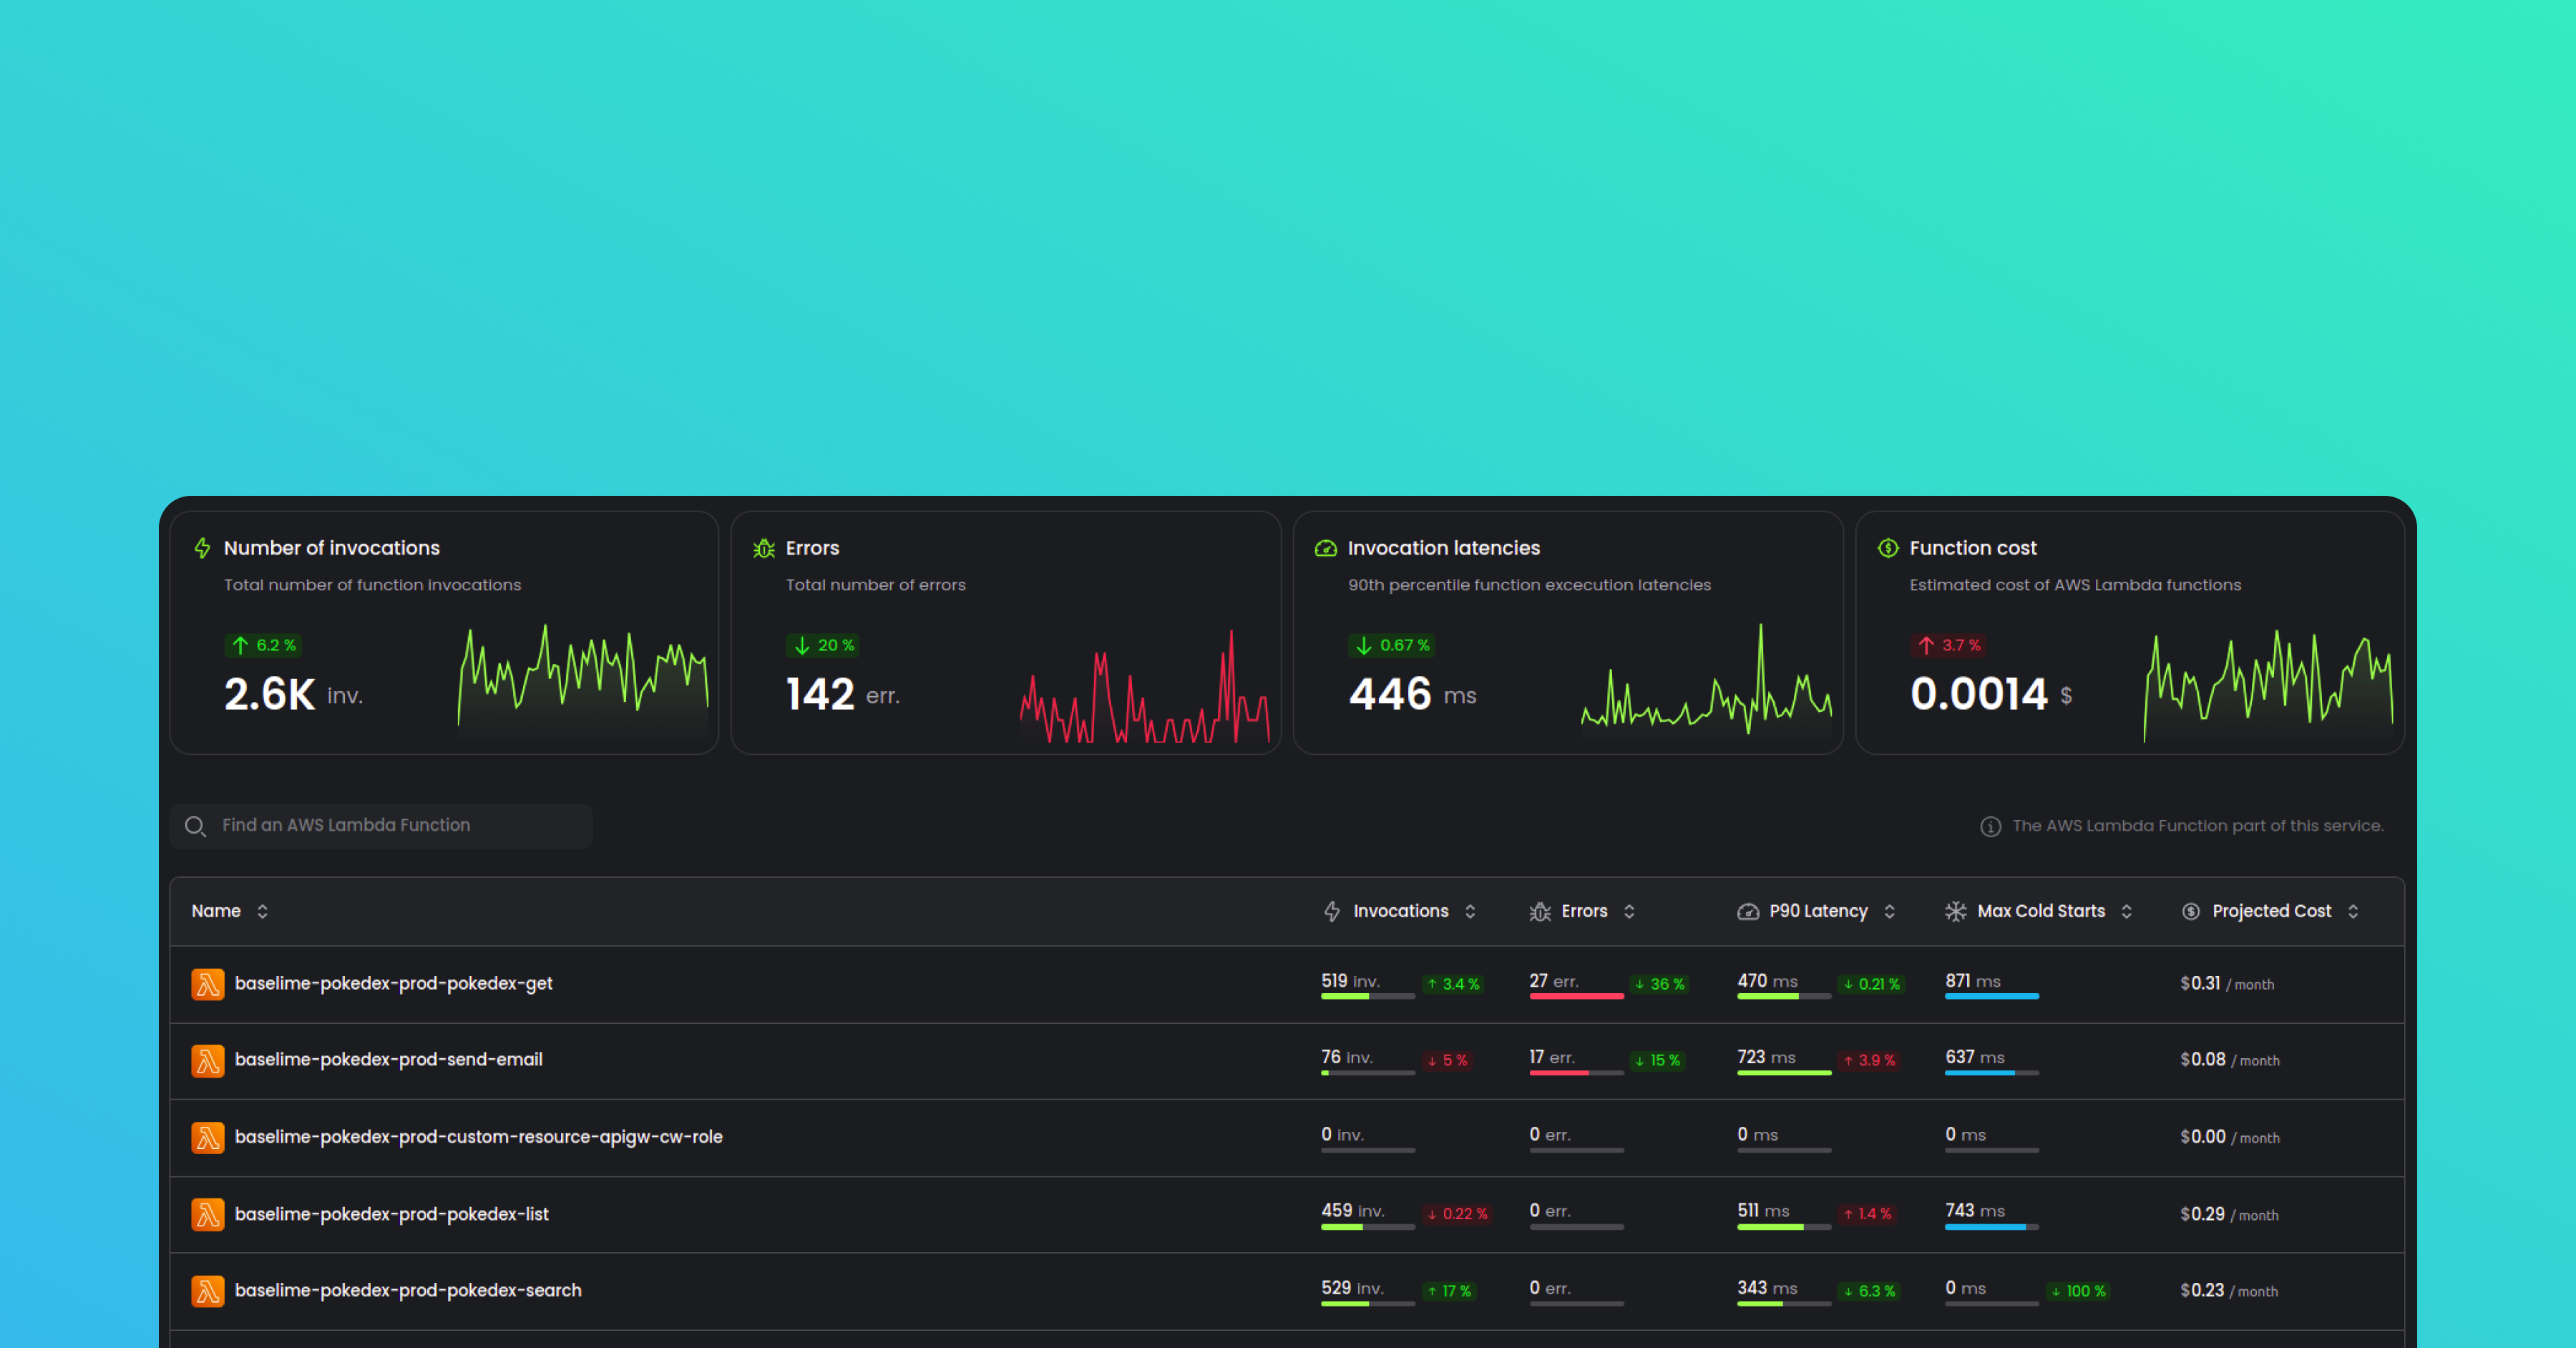 Number of invocations
Total number of function invocations
↑ 6.2 %
2.6K inv.
Errors
Total number of errors
↓ 20 %
142 err.
Invocation latencies
90th percentile function excecution latencies
↓ 0.67 %
446 ms
Function cost
Estimated cost of AWS Lambda functions
↑ 3.7 %
0.0014 $
Find an AWS Lambda Function
The AWS Lambda Function part of this service.
Name Invocations Errors P90 Latency Max Cold Starts Projected Cost
baselime-pokedex-prod-pokedex-get 519 inv. ↑ 3.4 % 27 err. ↓ 36 % 470 ms ↓ 0.21 % 871 ms $0.31 / month
baselime-pokedex-prod-send-email 76 inv. ↓ 5 % 17 err. ↓ 15 % 723 ms ↑ 3.9 % 637 ms $0.08 / month
baselime-pokedex-prod-custom-resource-apigw-cw-role 0 inv. 0 err. 0 ms 0 ms $0.00 / month
baselime-pokedex-prod-pokedex-list 459 inv. ↓ 0.22 % 0 err. 511 ms ↑ 1.4 % 743 ms $0.29 / month
baselime-pokedex-prod-pokedex-search 529 inv. ↑ 17 % 0 err. 343 ms ↓ 6.3 % 0 ms ↓ 100 % $0.23 / month